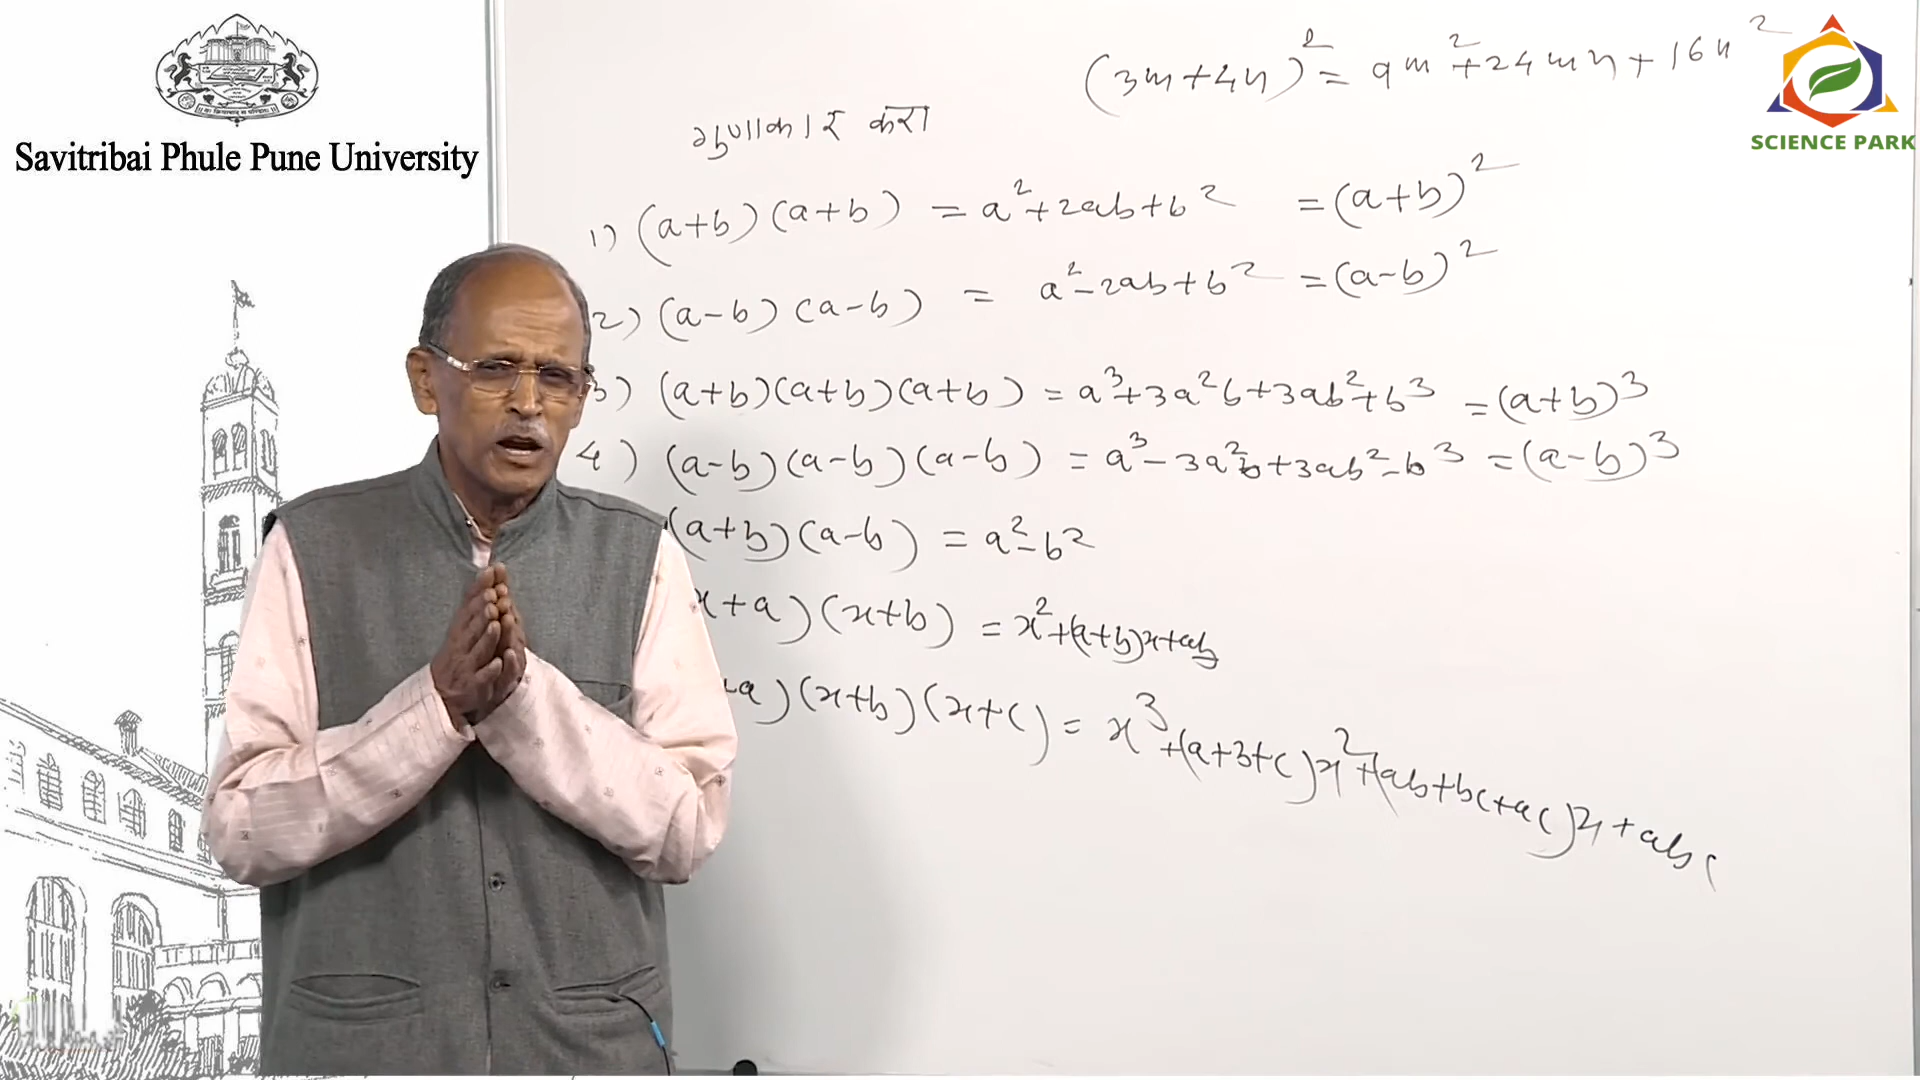 Savitribai Phule Pune University
SCIENCE PARK
(3m+4n)² = 9m²+24mn+16n²
गुणाकार करा
1) (a+b)(a+b) = a²+2ab+b² = (a+b)²
2) (a-b)(a-b) = a²-2ab+b² = (a-b)²
3) (a+b)(a+b)(a+b) = a³+3a²b+3ab²+b³ = (a+b)³
4) (a-b)(a-b)(a-b) = a³-3a²b+3ab²-b³ = (a-b)³
(a+b)(a-b) = a²-b²
x+a)(x+b) = x²+(a+b)x+ab
+a)(x+b)(x+c) = x³+(a+b+c)x²+(ab+bc+ac)x+abc